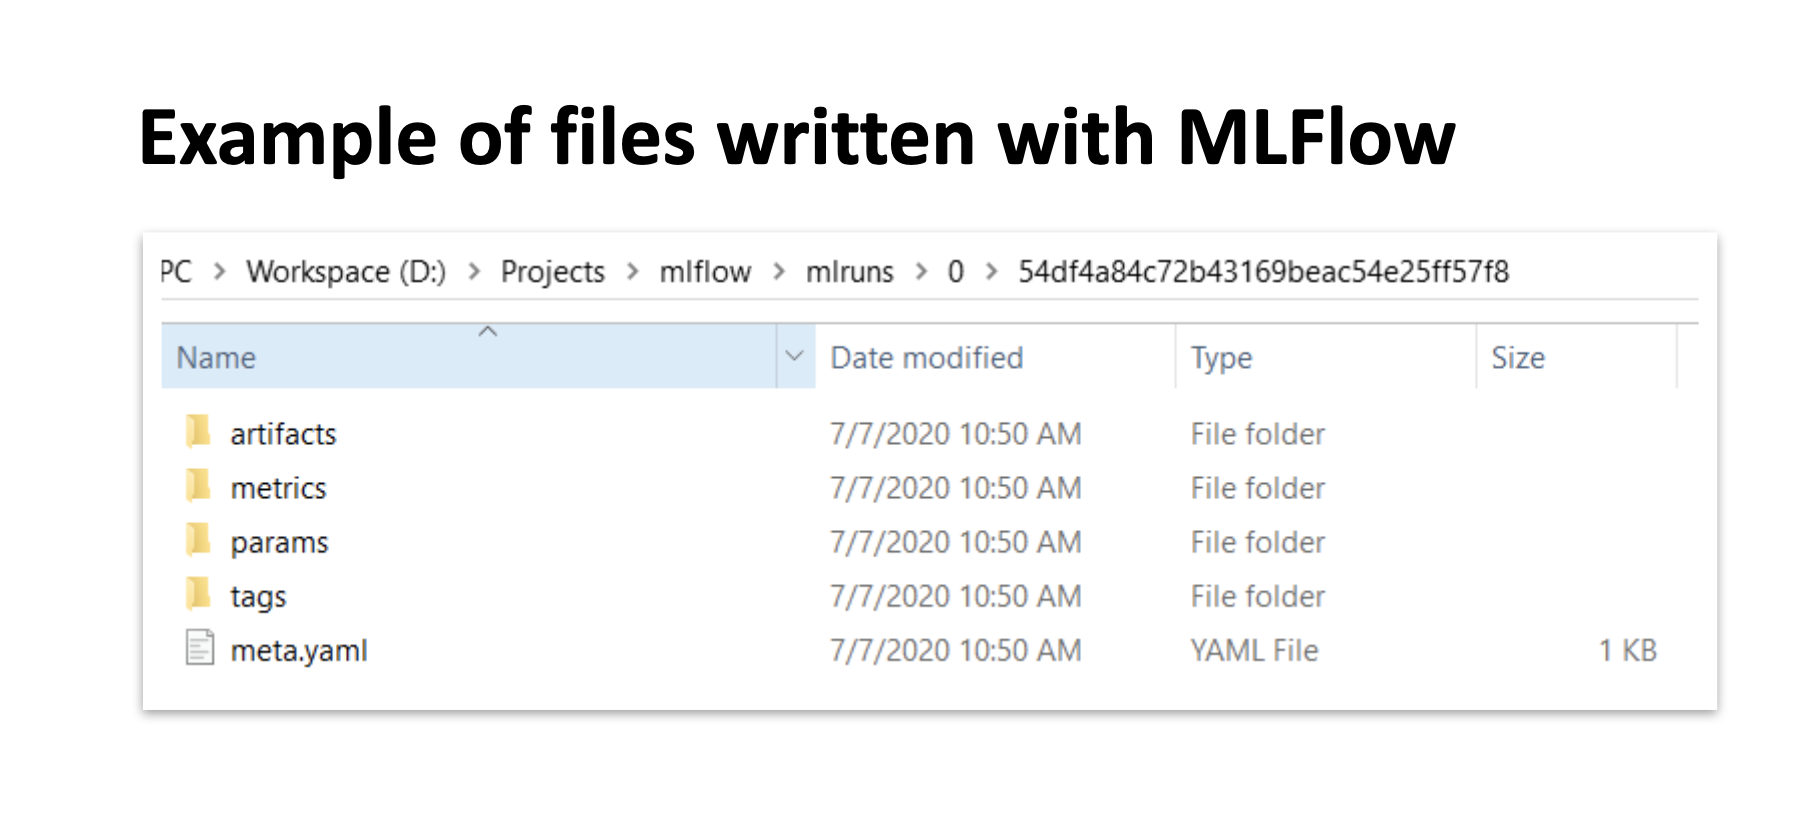 Example of files written with MLFlow
PC > Workspace (D:) > Projects > mlflow > mlruns > 0 > 54df4a84c72b43169beac54e25ff57f8
Name Date modified Type Size
artifacts 7/7/2020 10:50 AM File folder
metrics 7/7/2020 10:50 AM File folder
params 7/7/2020 10:50 AM File folder
tags 7/7/2020 10:50 AM File folder
meta.yaml 7/7/2020 10:50 AM YAML File 1 KB